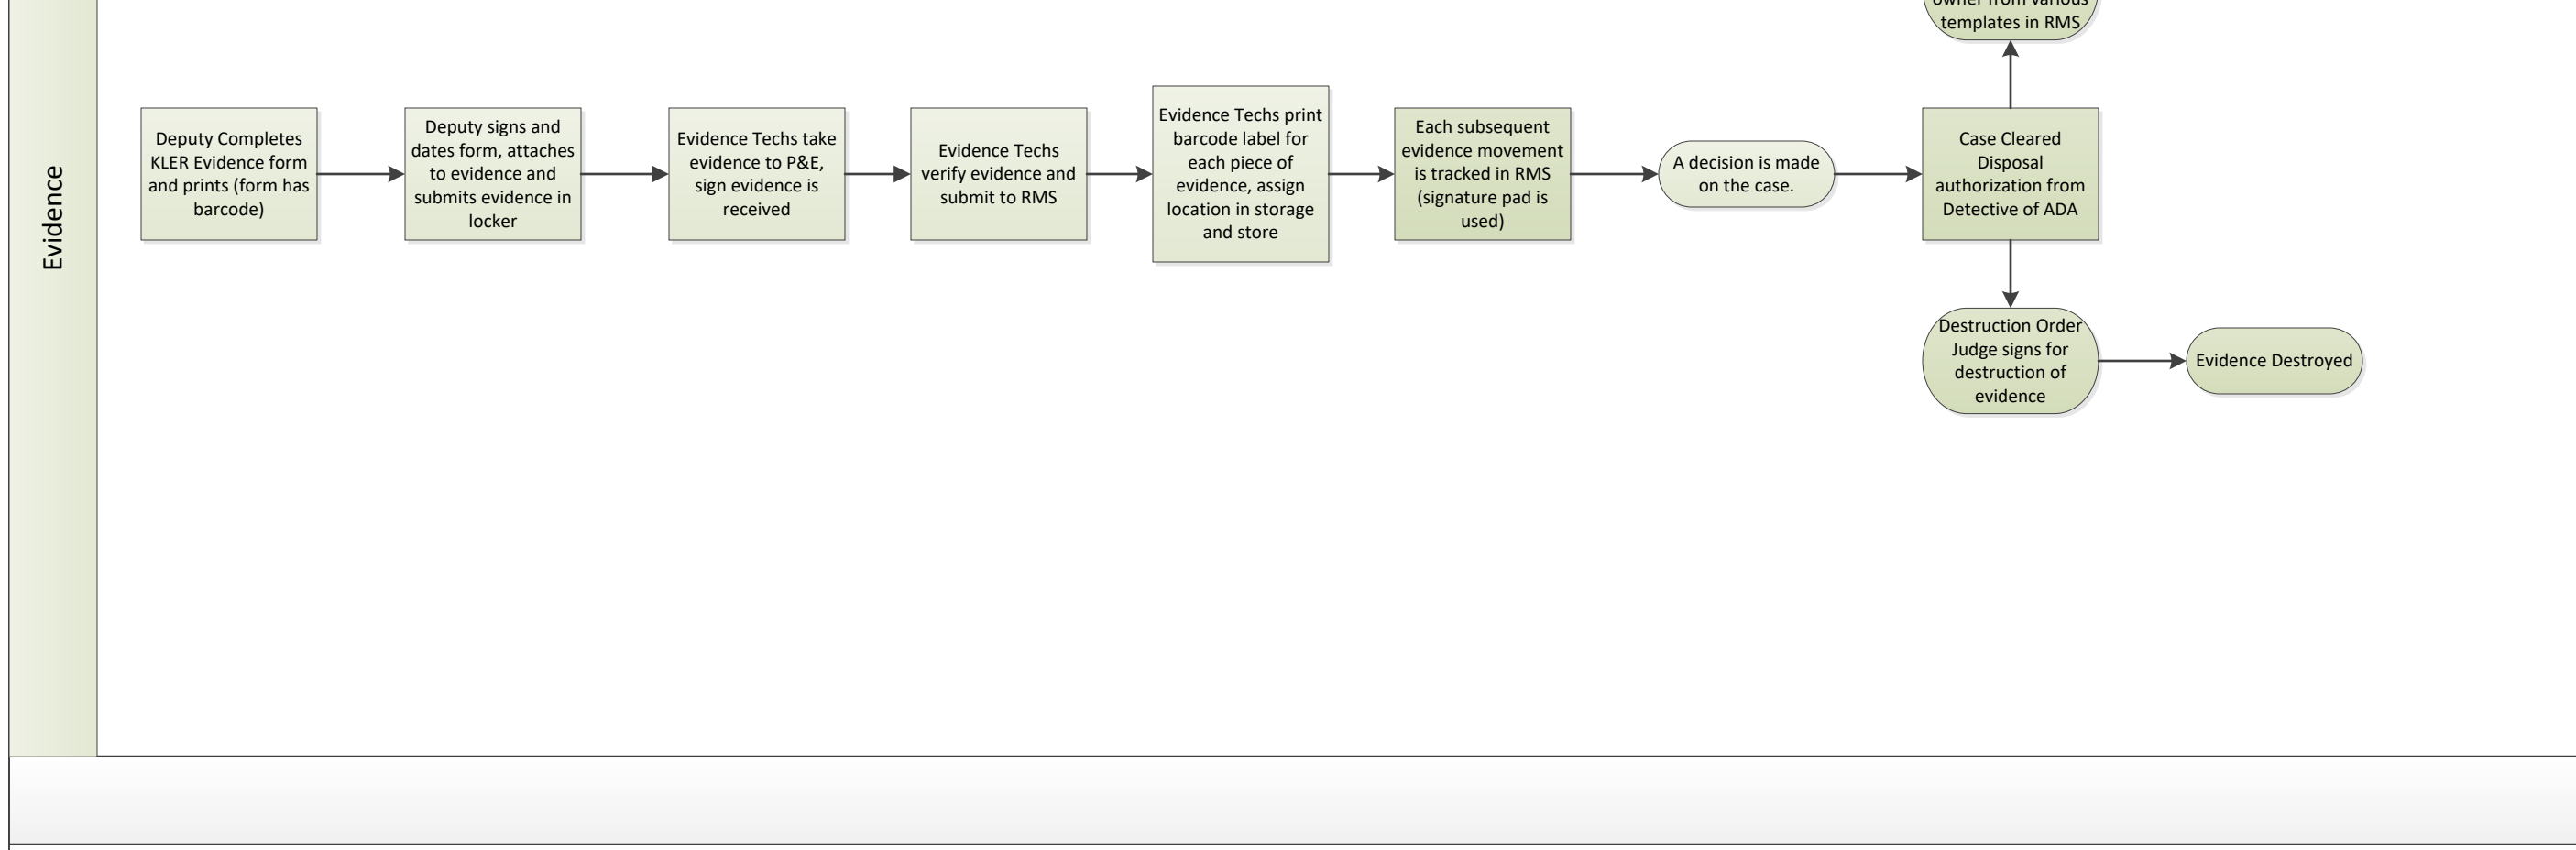 owner from various
templates in RMS
Evidence
Deputy Completes
KLER Evidence form
and prints (form has
barcode)
Deputy signs and
dates form, attaches
to evidence and
submits evidence in
locker
Evidence Techs take
evidence to P&E,
sign evidence is
received
Evidence Techs
verify evidence and
submit to RMS
Evidence Techs print
barcode label for
each piece of
evidence, assign
location in storage
and store
Each subsequent
evidence movement
is tracked in RMS
(signature pad is
used)
A decision is made
on the case.
Case Cleared
Disposal
authorization from
Detective of ADA
Destruction Order
Judge signs for
destruction of
evidence
Evidence Destroyed